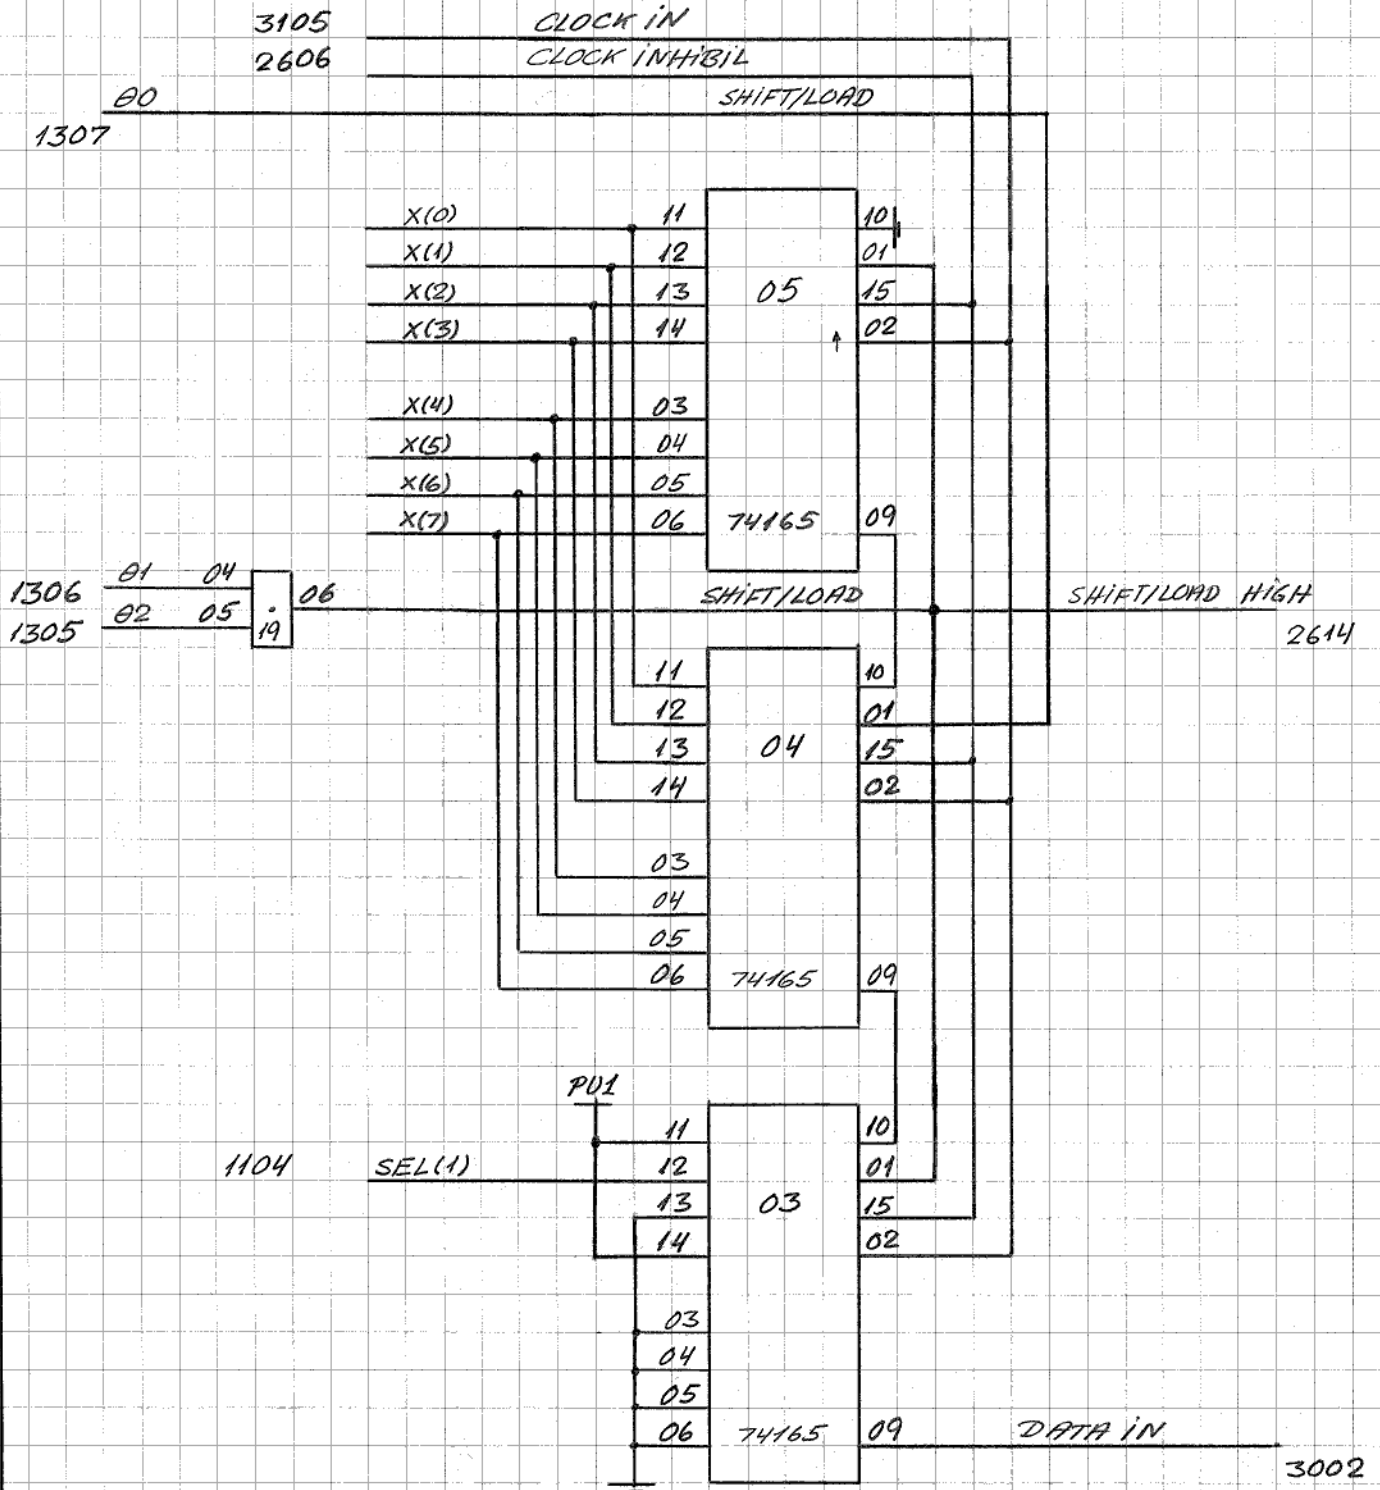 3105 CLOCK IN
2606 CLOCK INHIBIL
θ0 SHIFT/LOAD
1307
X(0) 11 10
X(1) 12 01
X(2) 13 05 15
X(3) 14 ↑ 02
X(4) 03
X(5) 04
X(6) 05
X(7) 06 74165 09
1306 θ1 04 06 SHIFT/LOAD SHIFT/LOAD HIGH
1305 θ2 05 . 19 2614
11 10
12 01
13 04 15
14 02
03
04
05
06 74165 09
PU1
11 10
1104 SEL(1) 12 01
13 03 15
14 02
03
04
05
06 74165 09 DATA IN
3002